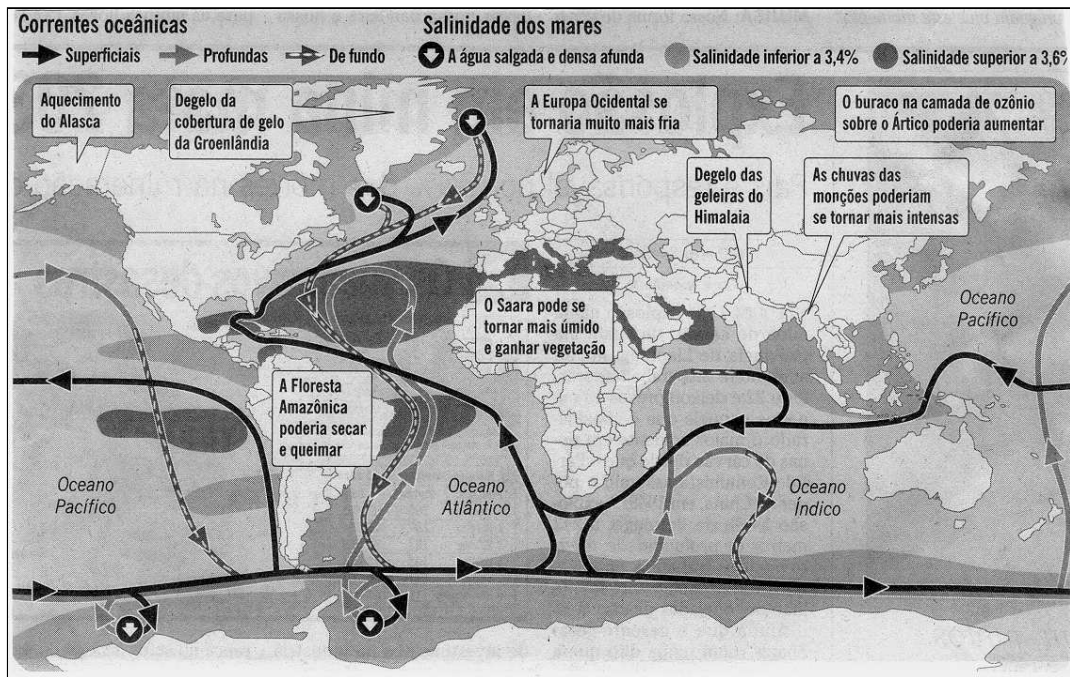 Correntes oceânicas
Superficiais
Profundas
De fundo
Salinidade dos mares
A água salgada e densa afunda
Salinidade inferior a 3,4%
Salinidade superior a 3,6%
Aquecimento
do Alasca
Degelo da
cobertura de gelo
da Groenlândia
A Europa Ocidental se
tornaria muito mais fria
O buraco na camada de ozônio
sobre o Ártico poderia aumentar
Degelo das
geleiras do
Himalaia
As chuvas das
monções poderiam
se tornar mais intensas
O Saara pode se
tornar mais úmido
e ganhar vegetação
Oceano
Pacífico
A Floresta
Amazônica
poderia secar
e queimar
Oceano
Pacífico
Oceano
Atlântico
Oceano
Índico